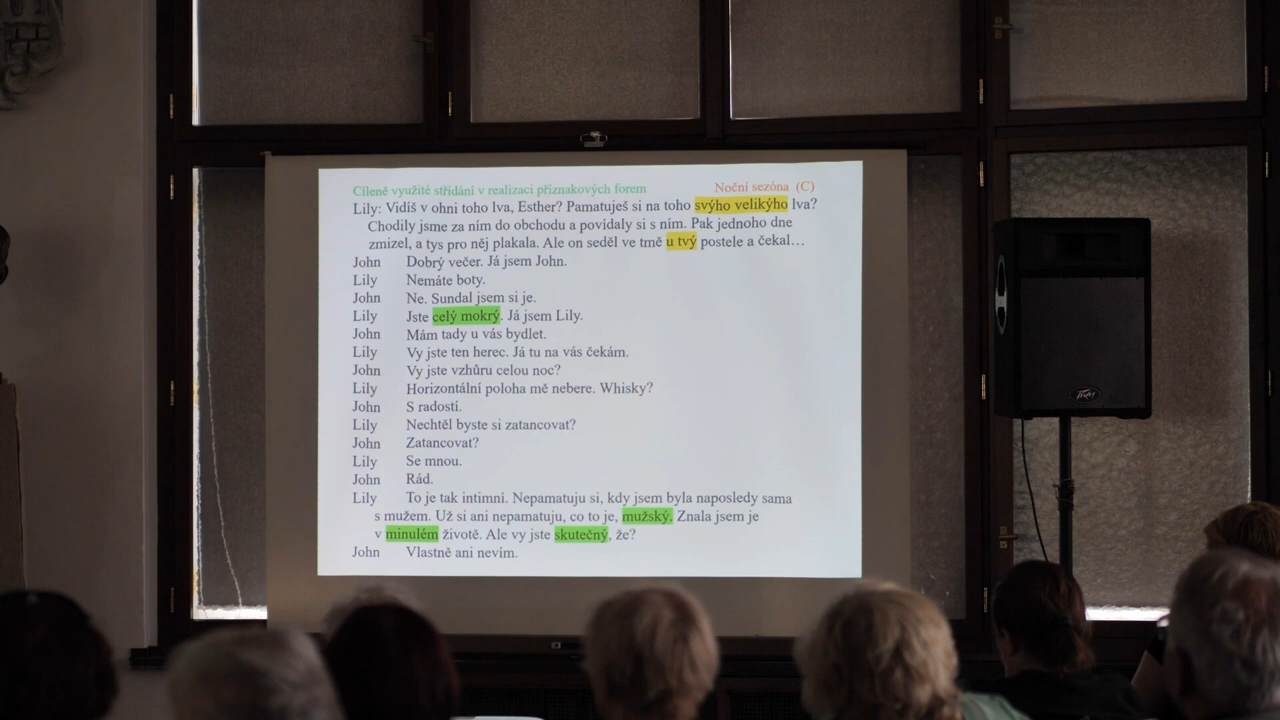 Cíleně využité střídání v realizaci příznakových forem Noční sezóna (C)
Lily: Vidíš v ohni toho lva, Esther? Pamatuješ si na toho svýho velikýho lva?
Chodily jsme za ním do obchodu a povídaly si s ním. Pak jednoho dne
zmizel, a tys pro něj plakala. Ale on seděl ve tmě u tvý postele a čekal…
John Dobrý večer. Já jsem John.
Lily Nemáte boty.
John Ne. Sundal jsem si je.
Lily Jste celý mokrý. Já jsem Lily.
John Mám tady u vás bydlet.
Lily Vy jste ten herec. Já tu na vás čekám.
John Vy jste vzhůru celou noc?
Lily Horizontální poloha mě nebere. Whisky?
John S radostí.
Lily Nechtěl byste si zatancovat?
John Zatancovat?
Lily Se mnou.
John Rád.
Lily To je tak intimní. Nepamatuju si, kdy jsem byla naposledy sama
s mužem. Už si ani nepamatuju, co to je, mužský. Znala jsem je
v minulém životě. Ale vy jste skutečný, že?
John Vlastně ani nevím.
Peavey